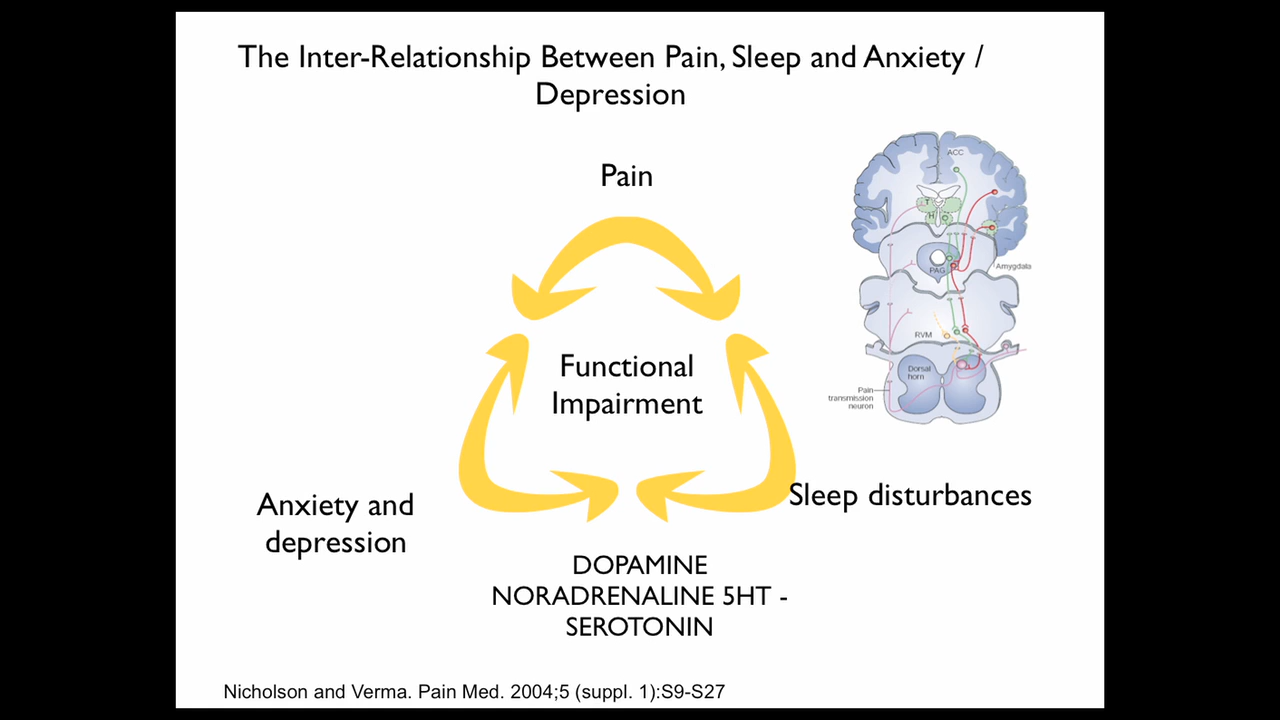 The Inter-Relationship Between Pain, Sleep and Anxiety /
Depression
Pain
ACC
T
H
PAG
Amygdala
RVM
Dorsal
horn
Pain
transmission
neuron
Functional
Impairment
Anxiety and
depression
Sleep disturbances
DOPAMINE
NORADRENALINE 5HT -
SEROTONIN
Nicholson and Verma. Pain Med. 2004;5 (suppl. 1):S9-S27